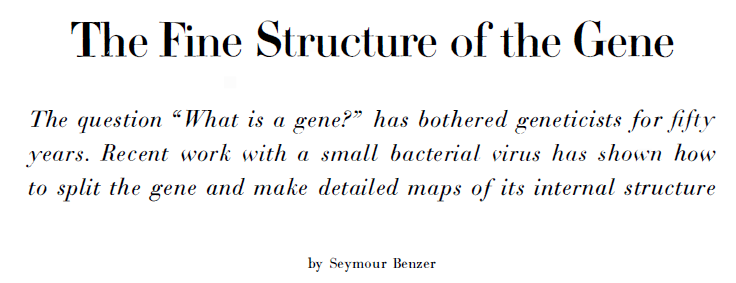 The Fine Structure of the Gene
The question “What is a gene?” has bothered geneticists for fifty
years. Recent work with a small bacterial virus has shown how
to split the gene and make detailed maps of its internal structure
by Seymour Benzer